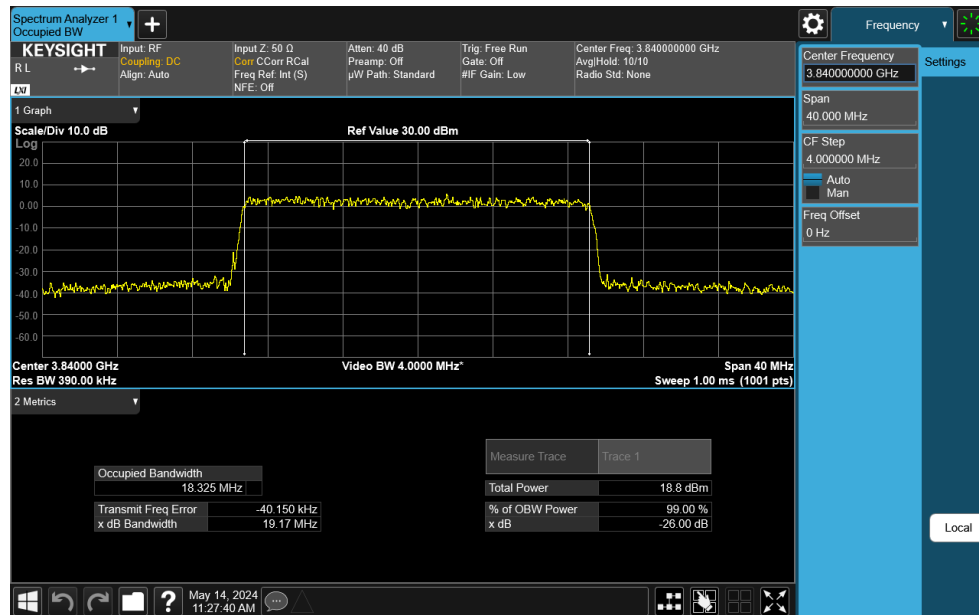 Spectrum Analyzer 1
Occupied BW
Frequency
KEYSIGHT
R L
LXI
Input: RF
Coupling: DC
Align: Auto
Input Z: 50 Ω
Corr CCorr RCal
Freq Ref: Int (S)
NFE: Off
Atten: 40 dB
Preamp: Off
µW Path: Standard
Trig: Free Run
Gate: Off
#IF Gain: Low
Center Freq: 3.840000000 GHz
Avg|Hold: 10/10
Radio Std: None
Center Frequency
3.840000000 GHz
Settings
Span
40.000 MHz
CF Step
4.000000 MHz
Auto
Man
Freq Offset
0 Hz
1 Graph
Scale/Div 10.0 dB
Ref Value 30.00 dBm
Log
20.0
10.0
0.00
-10.0
-20.0
-30.0
-40.0
-50.0
-60.0
Center 3.84000 GHz
Video BW 4.0000 MHz*
Span 40 MHz
Res BW 390.00 kHz
Sweep 1.00 ms (1001 pts)
2 Metrics
Occupied Bandwidth
18.325 MHz
Transmit Freq Error -40.150 kHz
x dB Bandwidth 19.17 MHz
Measure Trace Trace 1
Total Power 18.8 dBm
% of OBW Power 99.00 %
x dB -26.00 dB
Local
May 14, 2024
11:27:40 AM